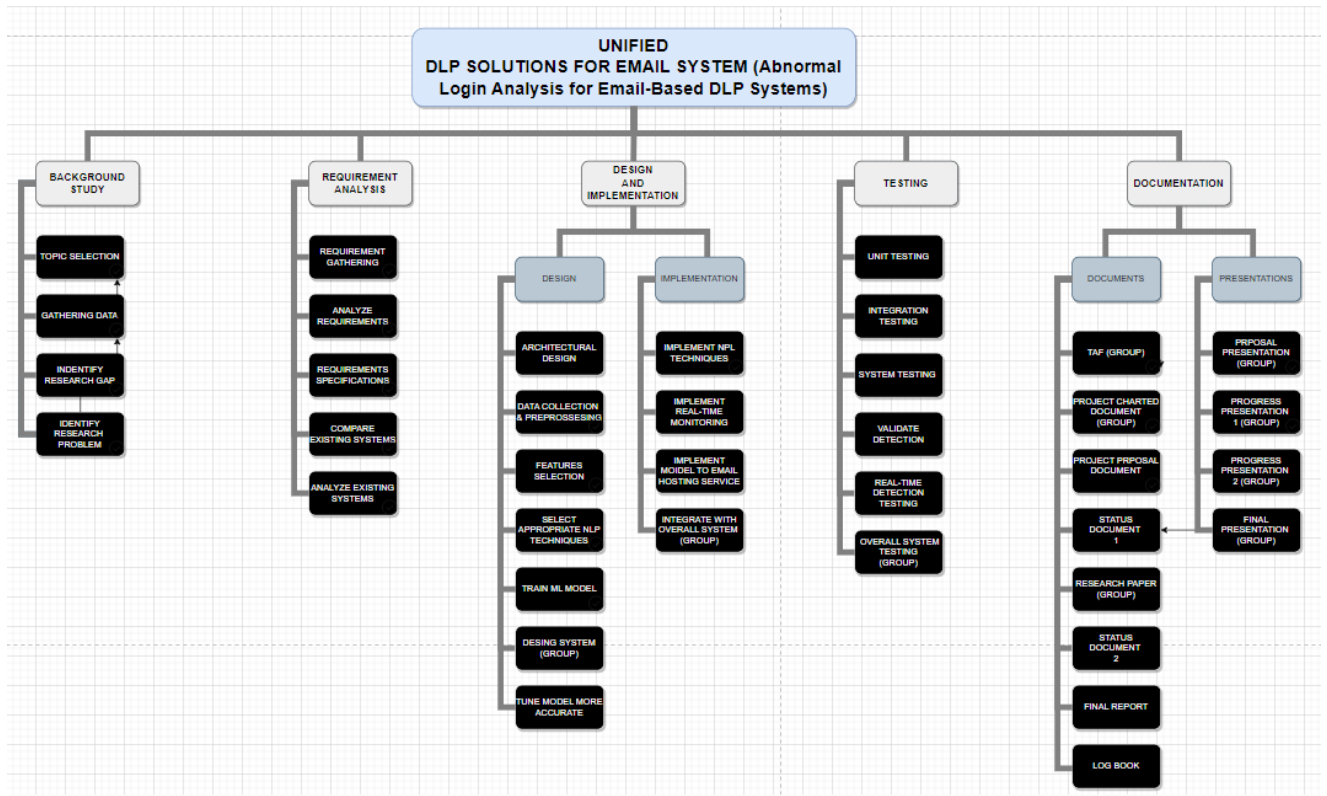 UNIFIED
DLP SOLUTIONS FOR EMAIL SYSTEM (Abnormal
Login Analysis for Email-Based DLP Systems)
BACKGROUND
STUDY
TOPIC SELECTION
GATHERING DATA
INDENTIFY
RESEARCH GAP
IDENTIFY
RESEARCH
PROBLEM
REQUIREMENT
ANALYSIS
REQUIREMENT
GATHERING
ANALYZE
REQUIREMENTS
REQUIREMENTS
SPECIFICATIONS
COMPARE
EXISTING SYSTEMS
ANALYZE EXISTING
SYSTEMS
DESIGN
AND
IMPLEMENTATION
DESIGN
ARCHITECTURAL
DESIGN
DATA COLLECTION
& PREPROSSESING
FEATURES
SELECTION
SELECT
APPROPRIATE NLP
TECHNIQUES
TRAIN ML MODEL
DESING SYSTEM
(GROUP)
TUNE MODEL MORE
ACCURATE
IMPLEMENTATION
IMPLEMENT NPL
TECHNIQUES
IMPLEMENT
REAL-TIME
MONITORING
IMPLEMENT
MOIDEL TO EMAIL
HOSTING SERVICE
INTEGRATE WITH
OVERALL SYSTEM
(GROUP)
TESTING
UNIT TESTING
INTEGRATION
TESTING
SYSTEM TESTING
VALIDATE
DETECTION
REAL-TIME
DETECTION
TESTING
OVERALL SYSTEM
TESTING
(GROUP)
DOCUMENTATION
DOCUMENTS
TAF (GROUP)
PROJECT CHARTED
DOCUMENT
(GROUP)
PROJECT PRPOSAL
DOCUMENT
STATUS
DOCUMENT
1
RESEARCH PAPER
(GROUP)
STATUS
DOCUMENT
2
FINAL REPORT
LOG BOOK
PRESENTATIONS
PRPOSAL
PRESENTATION
(GROUP)
PROGRESS
PRESENTATION
1 (GROUP)
PROGRESS
PRESENTATION
2 (GROUP)
FINAL
PRESENTATION
(GROUP)